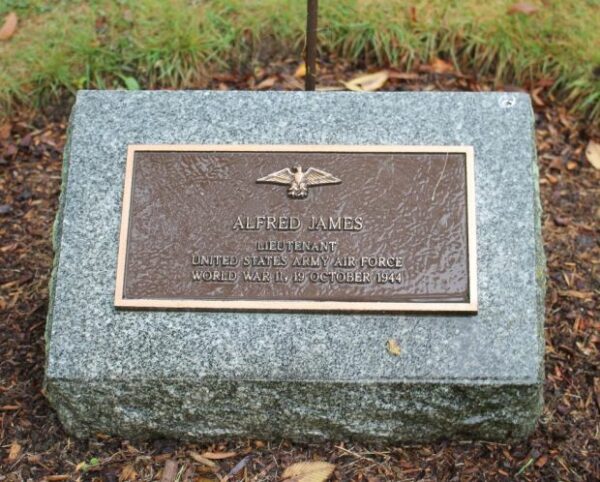 ALFRED JAMES
LIEUTENANT
UNITED STATES ARMY AIR FORCE
WORLD WAR II, 19 OCTOBER 1944